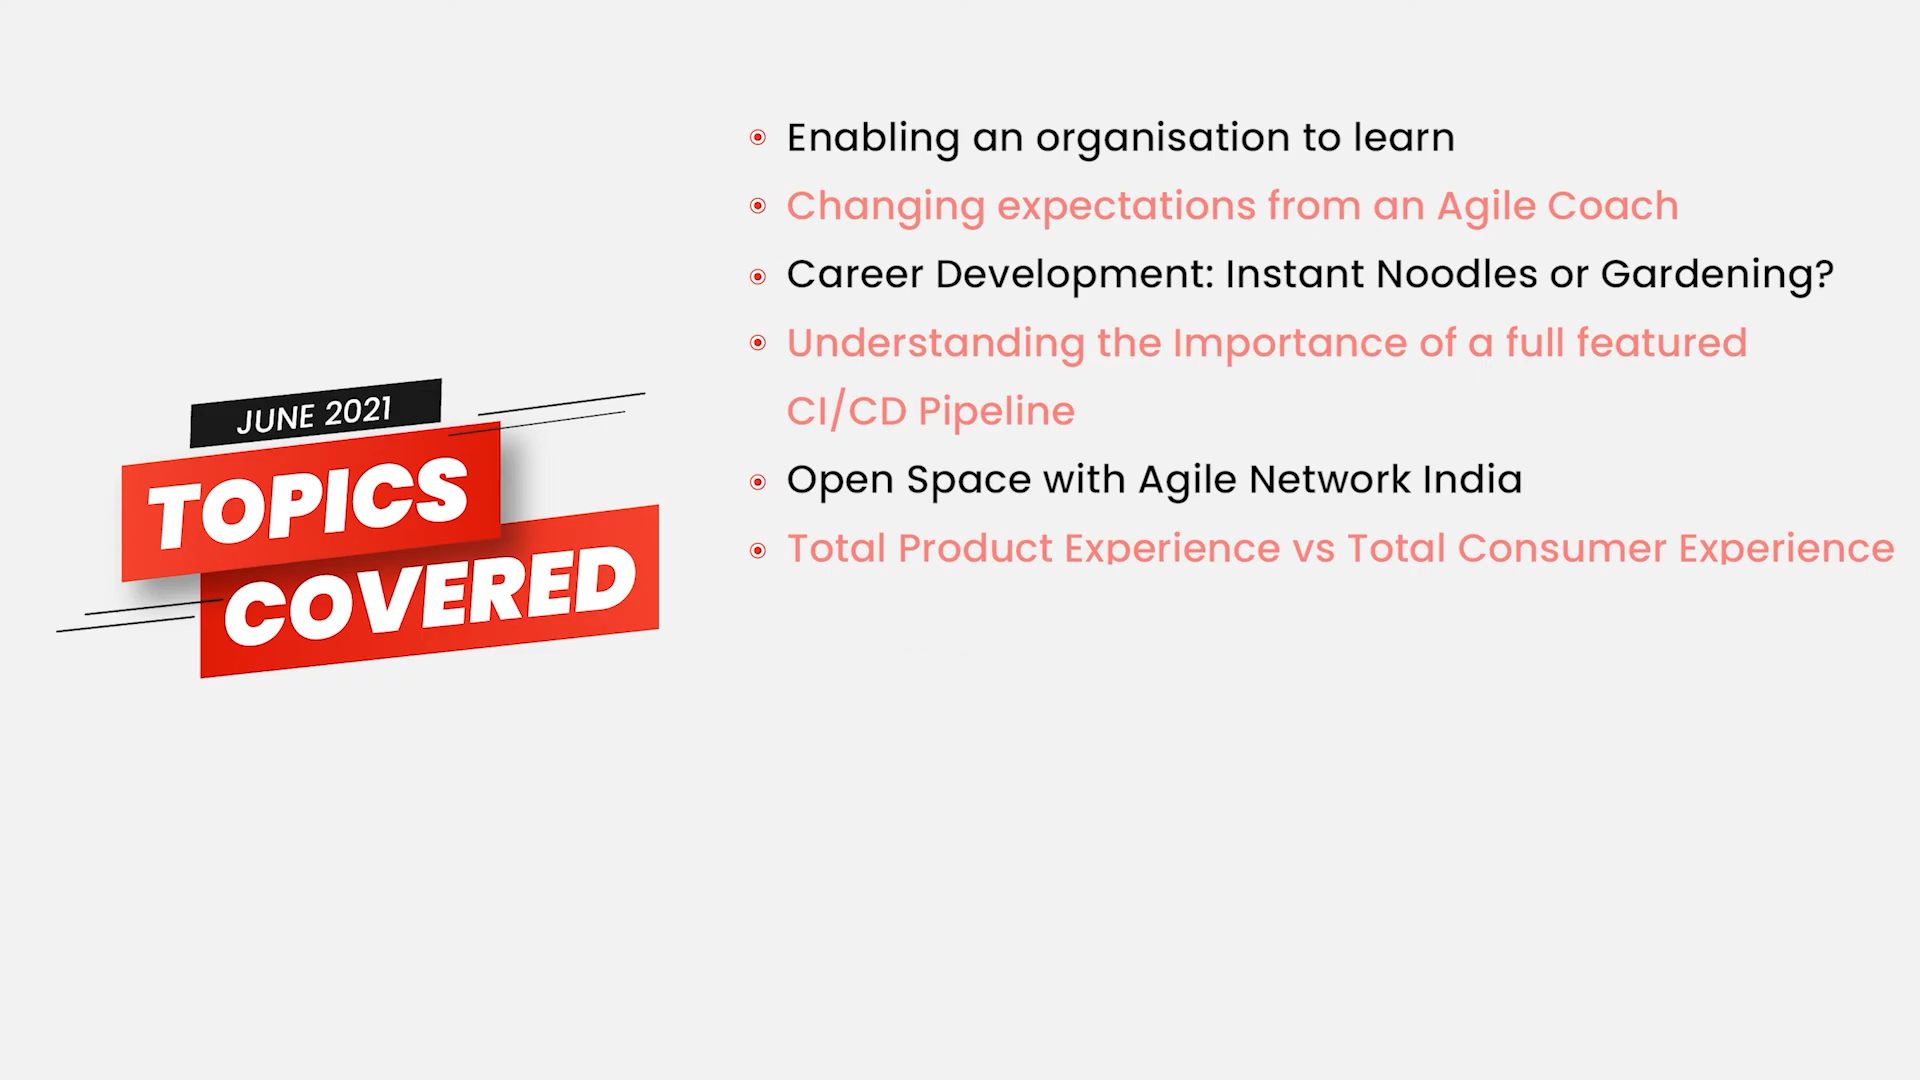 JUNE 2021
TOPICS
COVERED
Enabling an organisation to learn
Changing expectations from an Agile Coach
Career Development: Instant Noodles or Gardening?
Understanding the Importance of a full featured
CI/CD Pipeline
Open Space with Agile Network India
Total Product Experience vs Total Consumer Experience